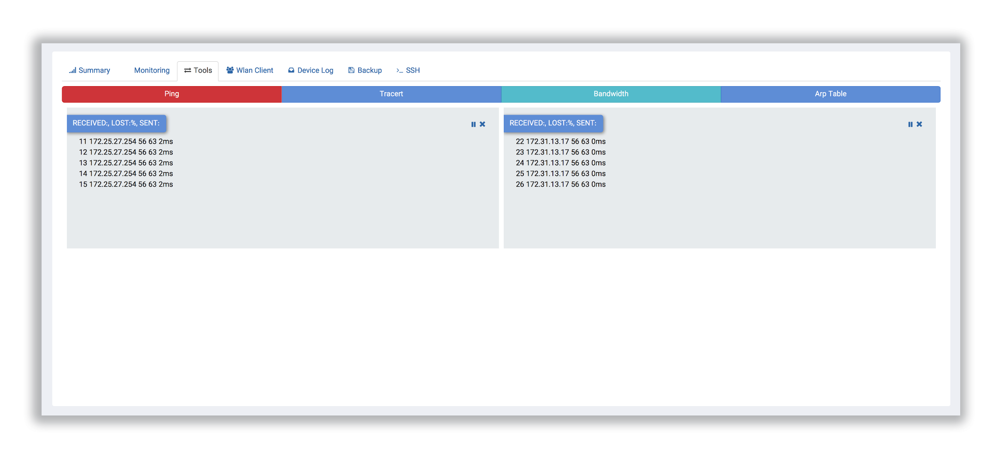 Summary Monitoring Tools Wlan Client Device Log Backup >_ SSH
Ping Tracert Bandwidth Arp Table
RECEIVED:, LOST:%, SENT:
11 172.25.27.254 56 63 2ms
12 172.25.27.254 56 63 2ms
13 172.25.27.254 56 63 2ms
14 172.25.27.254 56 63 2ms
15 172.25.27.254 56 63 2ms
RECEIVED:, LOST:%, SENT:
22 172.31.13.17 56 63 0ms
23 172.31.13.17 56 63 0ms
24 172.31.13.17 56 63 0ms
25 172.31.13.17 56 63 0ms
26 172.31.13.17 56 63 0ms